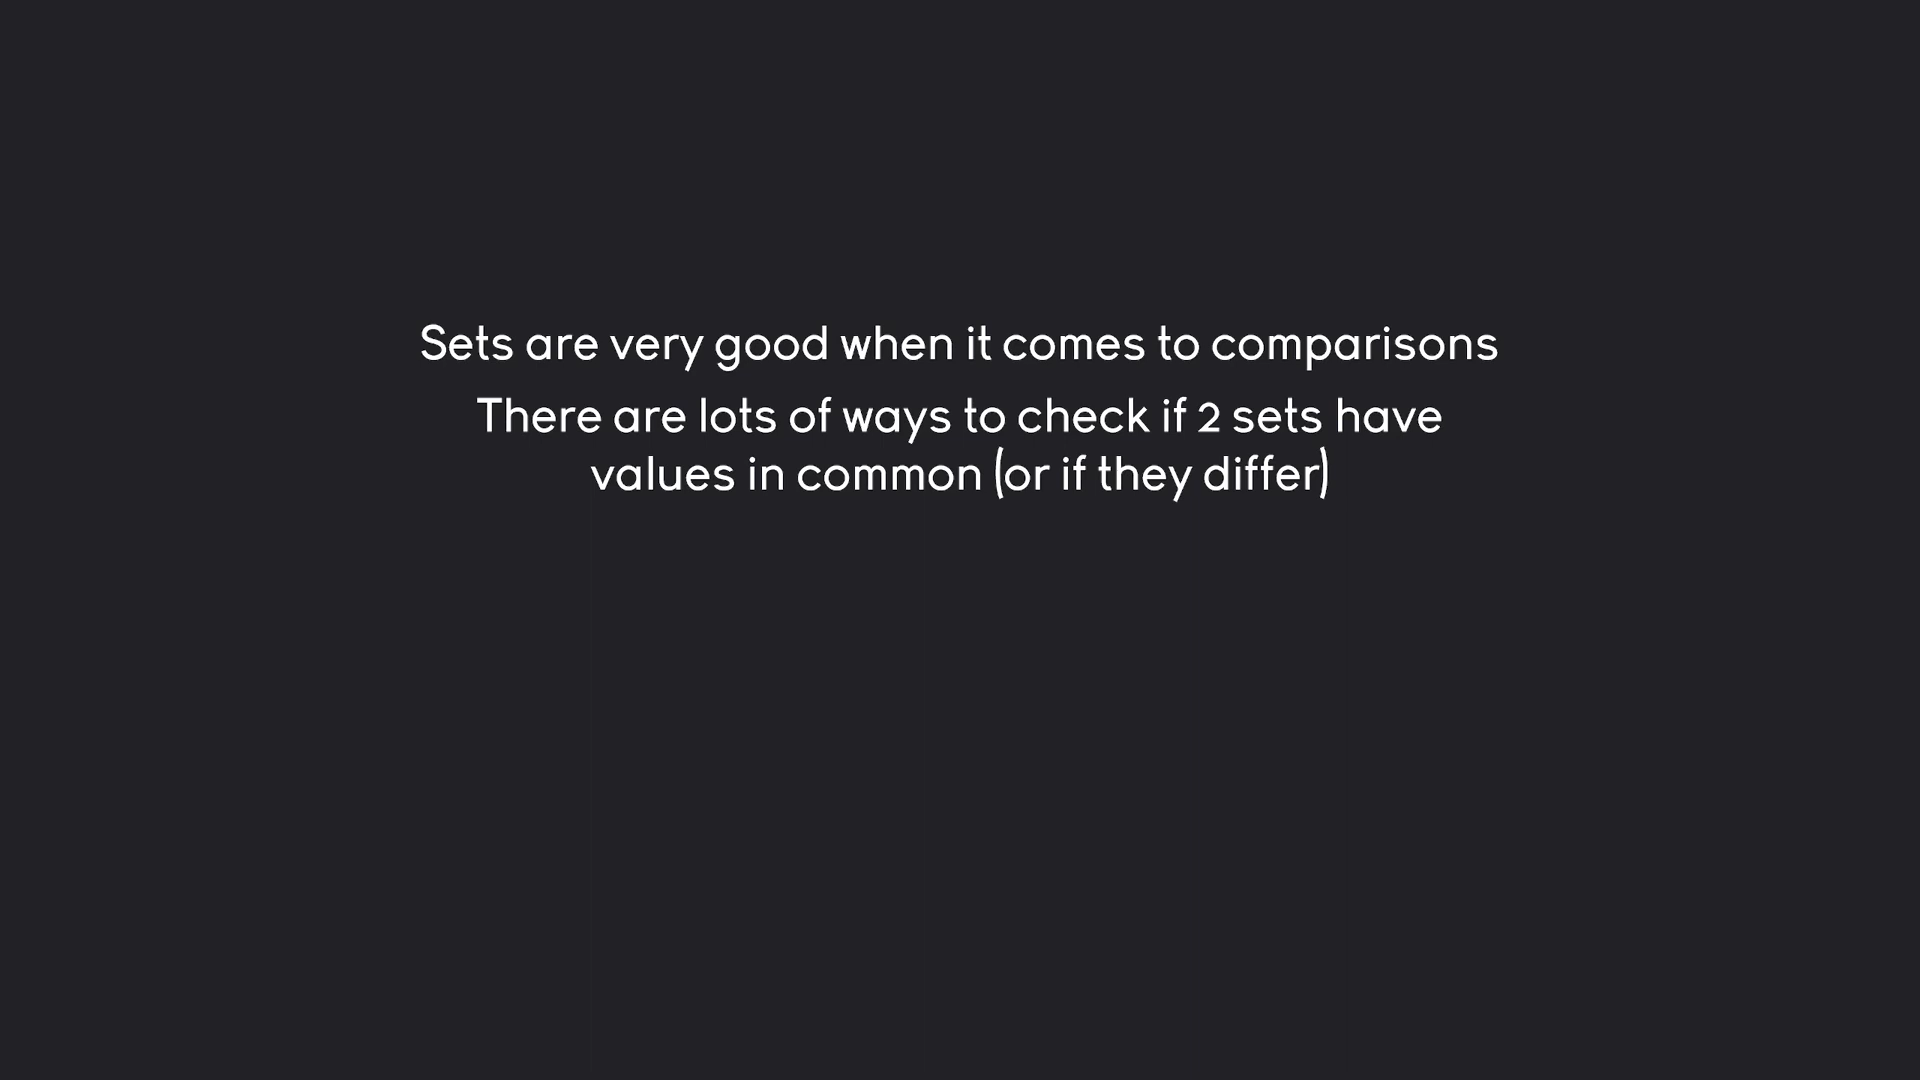 Sets are very good when it comes to comparisons
There are lots of ways to check if 2 sets have
values in common (or if they differ)